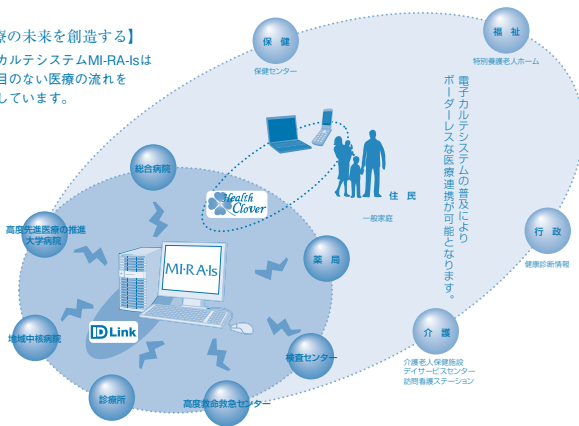 療の未来を創造する】
カルテシステムMI-RA-Isは
目のない医療の流れを
しています。
保 健
保健センター
福 祉
特別養護老人ホーム
電子カルテシステムの普及により
ボーダーレスな医療連携が可能となります。
総合病院
Health
Clover
住 民
一般家庭
高度先進医療の推進
大学病院
MI·RA·Is
薬 局
行 政
健康診断情報
ID Link
地域中核病院
介 護
介護老人保健施設
デイサービスセンター
訪問看護ステーション
検査センター
診療所
高度救命救急センター